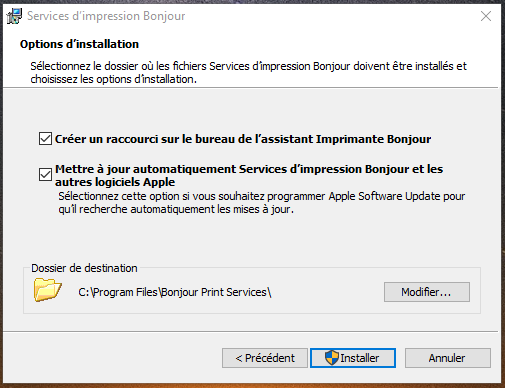 Services d'impression Bonjour
Options d'installation
Sélectionnez le dossier où les fichiers Services d'impression Bonjour doivent être installés et
choisissez les options d'installation.
Créer un raccourci sur le bureau de l'assistant Imprimante Bonjour
Mettre à jour automatiquement Services d'impression Bonjour et les
autres logiciels Apple
Sélectionnez cette option si vous souhaitez programmer Apple Software Update pour
qu'il recherche automatiquement les mises à jour.
Dossier de destination
C:\Program Files\Bonjour Print Services\
Modifier...
< Précédent
Installer
Annuler